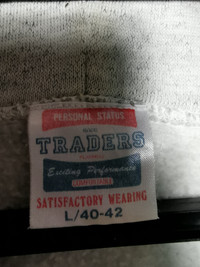 PERSONAL STATUS
TRADERS
Exciting Performance
SATISFACTORY WEARING
L/40-42